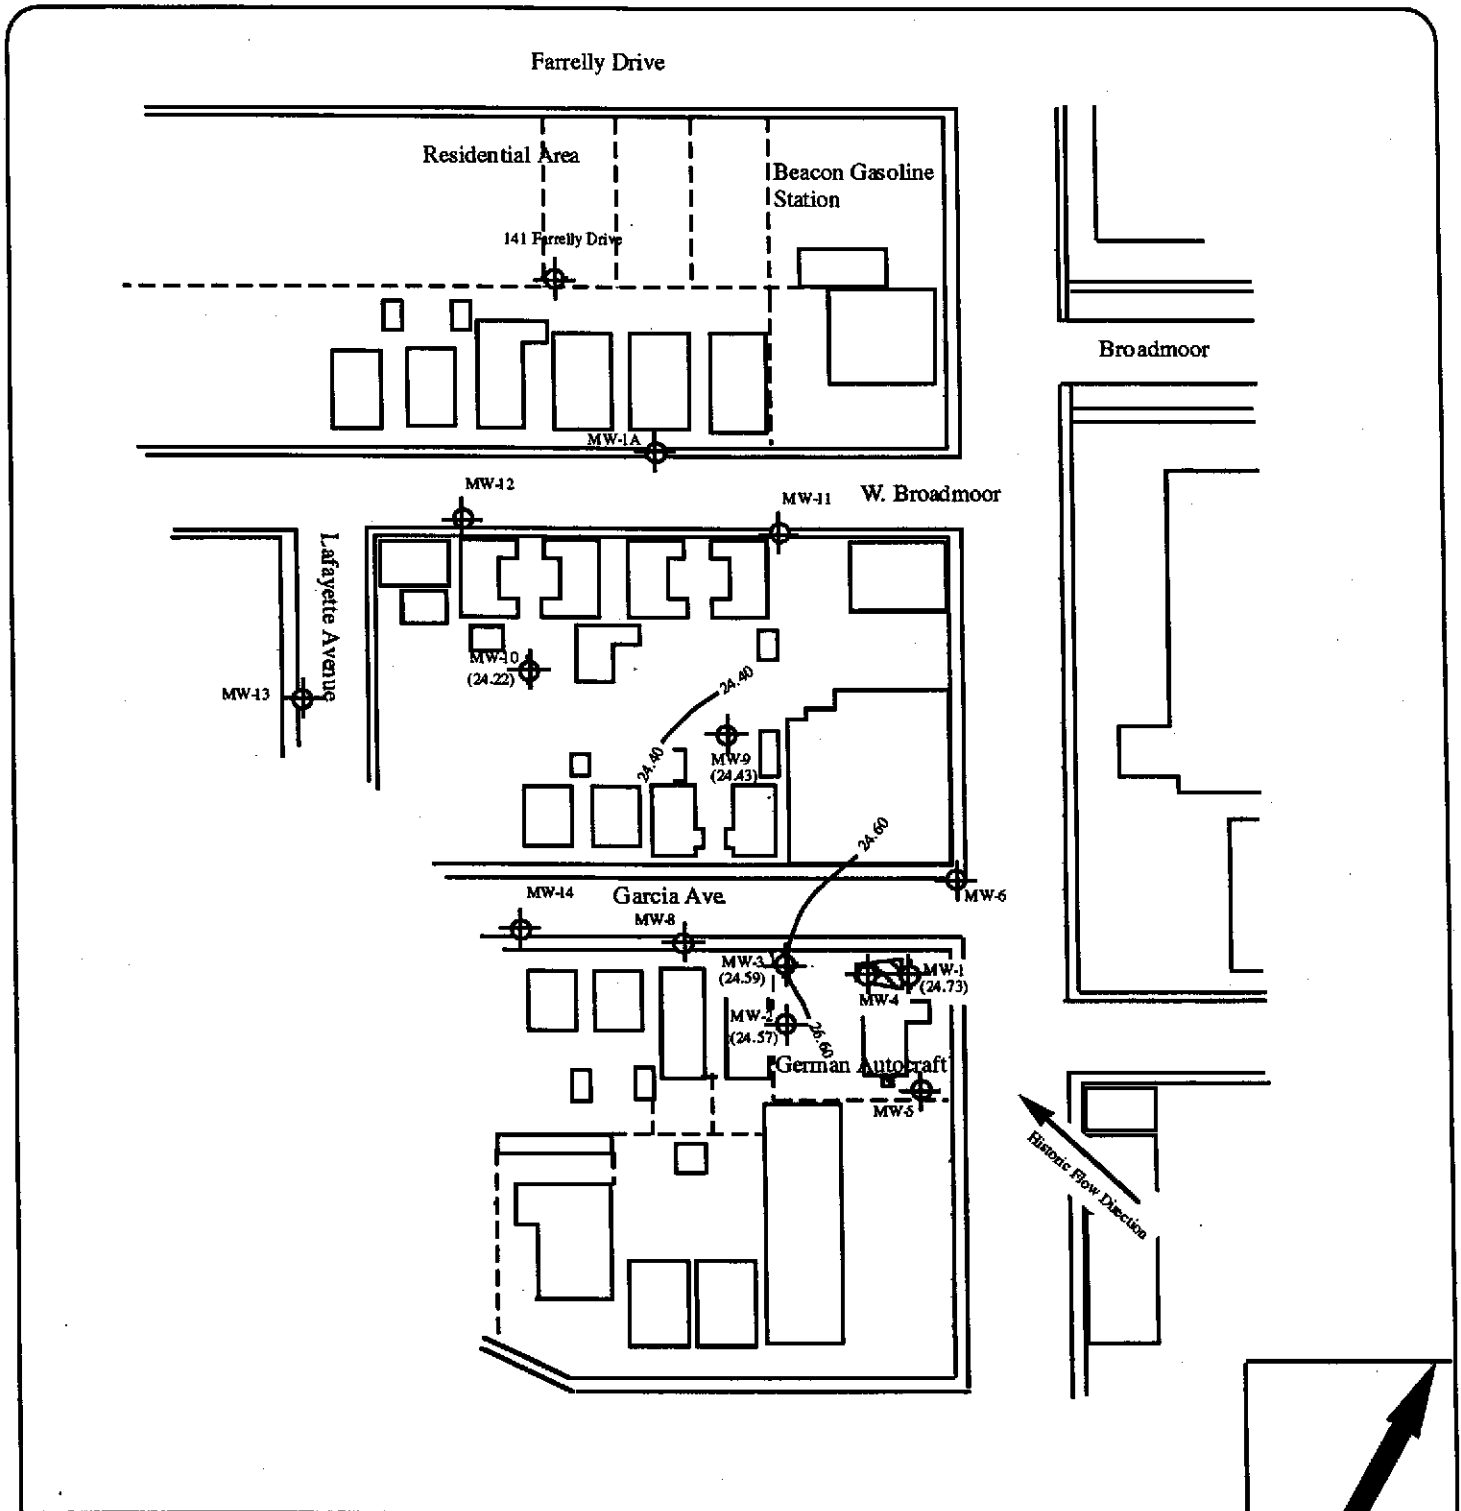 Farrelly Drive
Residential Area
Beacon Gasoline
Station
141 Farrelly Drive
Broadmoor
MW-1A
MW-12
MW-11
W. Broadmoor
Lafayette Avenue
MW-10
(24.22)
MW-13
24.40
24.40
MW-9
(24.43)
24.60
MW-14
Garcia Ave.
MW-6
MW-8
MW-3
(24.59)
MW-1
(24.73)
MW-4
MW-2
(24.57)
26.60
German Autocraft
MW-5
Historic Flow Direction